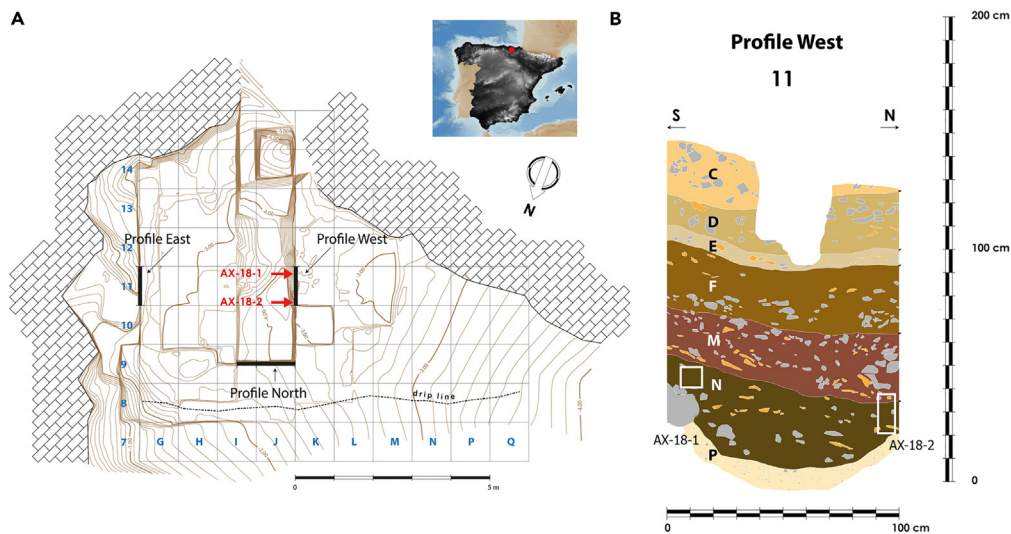 A
14
13
12
11
10
9
8
7
Profile East
Profile West
AX-18-1
AX-18-2
Profile North
drip line
G H I J K L M N P Q
N
0 5 m
B
Profile West
11
S N
C
D
E
F
M
N
P
AX-18-1
AX-18-2
200 cm
100 cm
0
0 100 cm